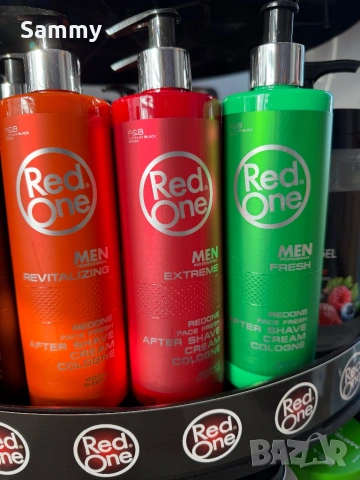 Sammy
P&B
Red
One
MEN
REVITALIZING
REDONE
FACE FRESH
AFTER SHAVE
CREAM
COLOGNE
P&B
Red
One
MEN
EXTREME
REDONE
FACE FRESH
AFTER SHAVE
CREAM
COLOGNE
Red
One
MEN
FRESH
REDONE
FACE FRESH
AFTER SHAVE
CREAM
COLOGNE
GEL
Red
One
Red
One
Red
One
Red
One
BAZAR